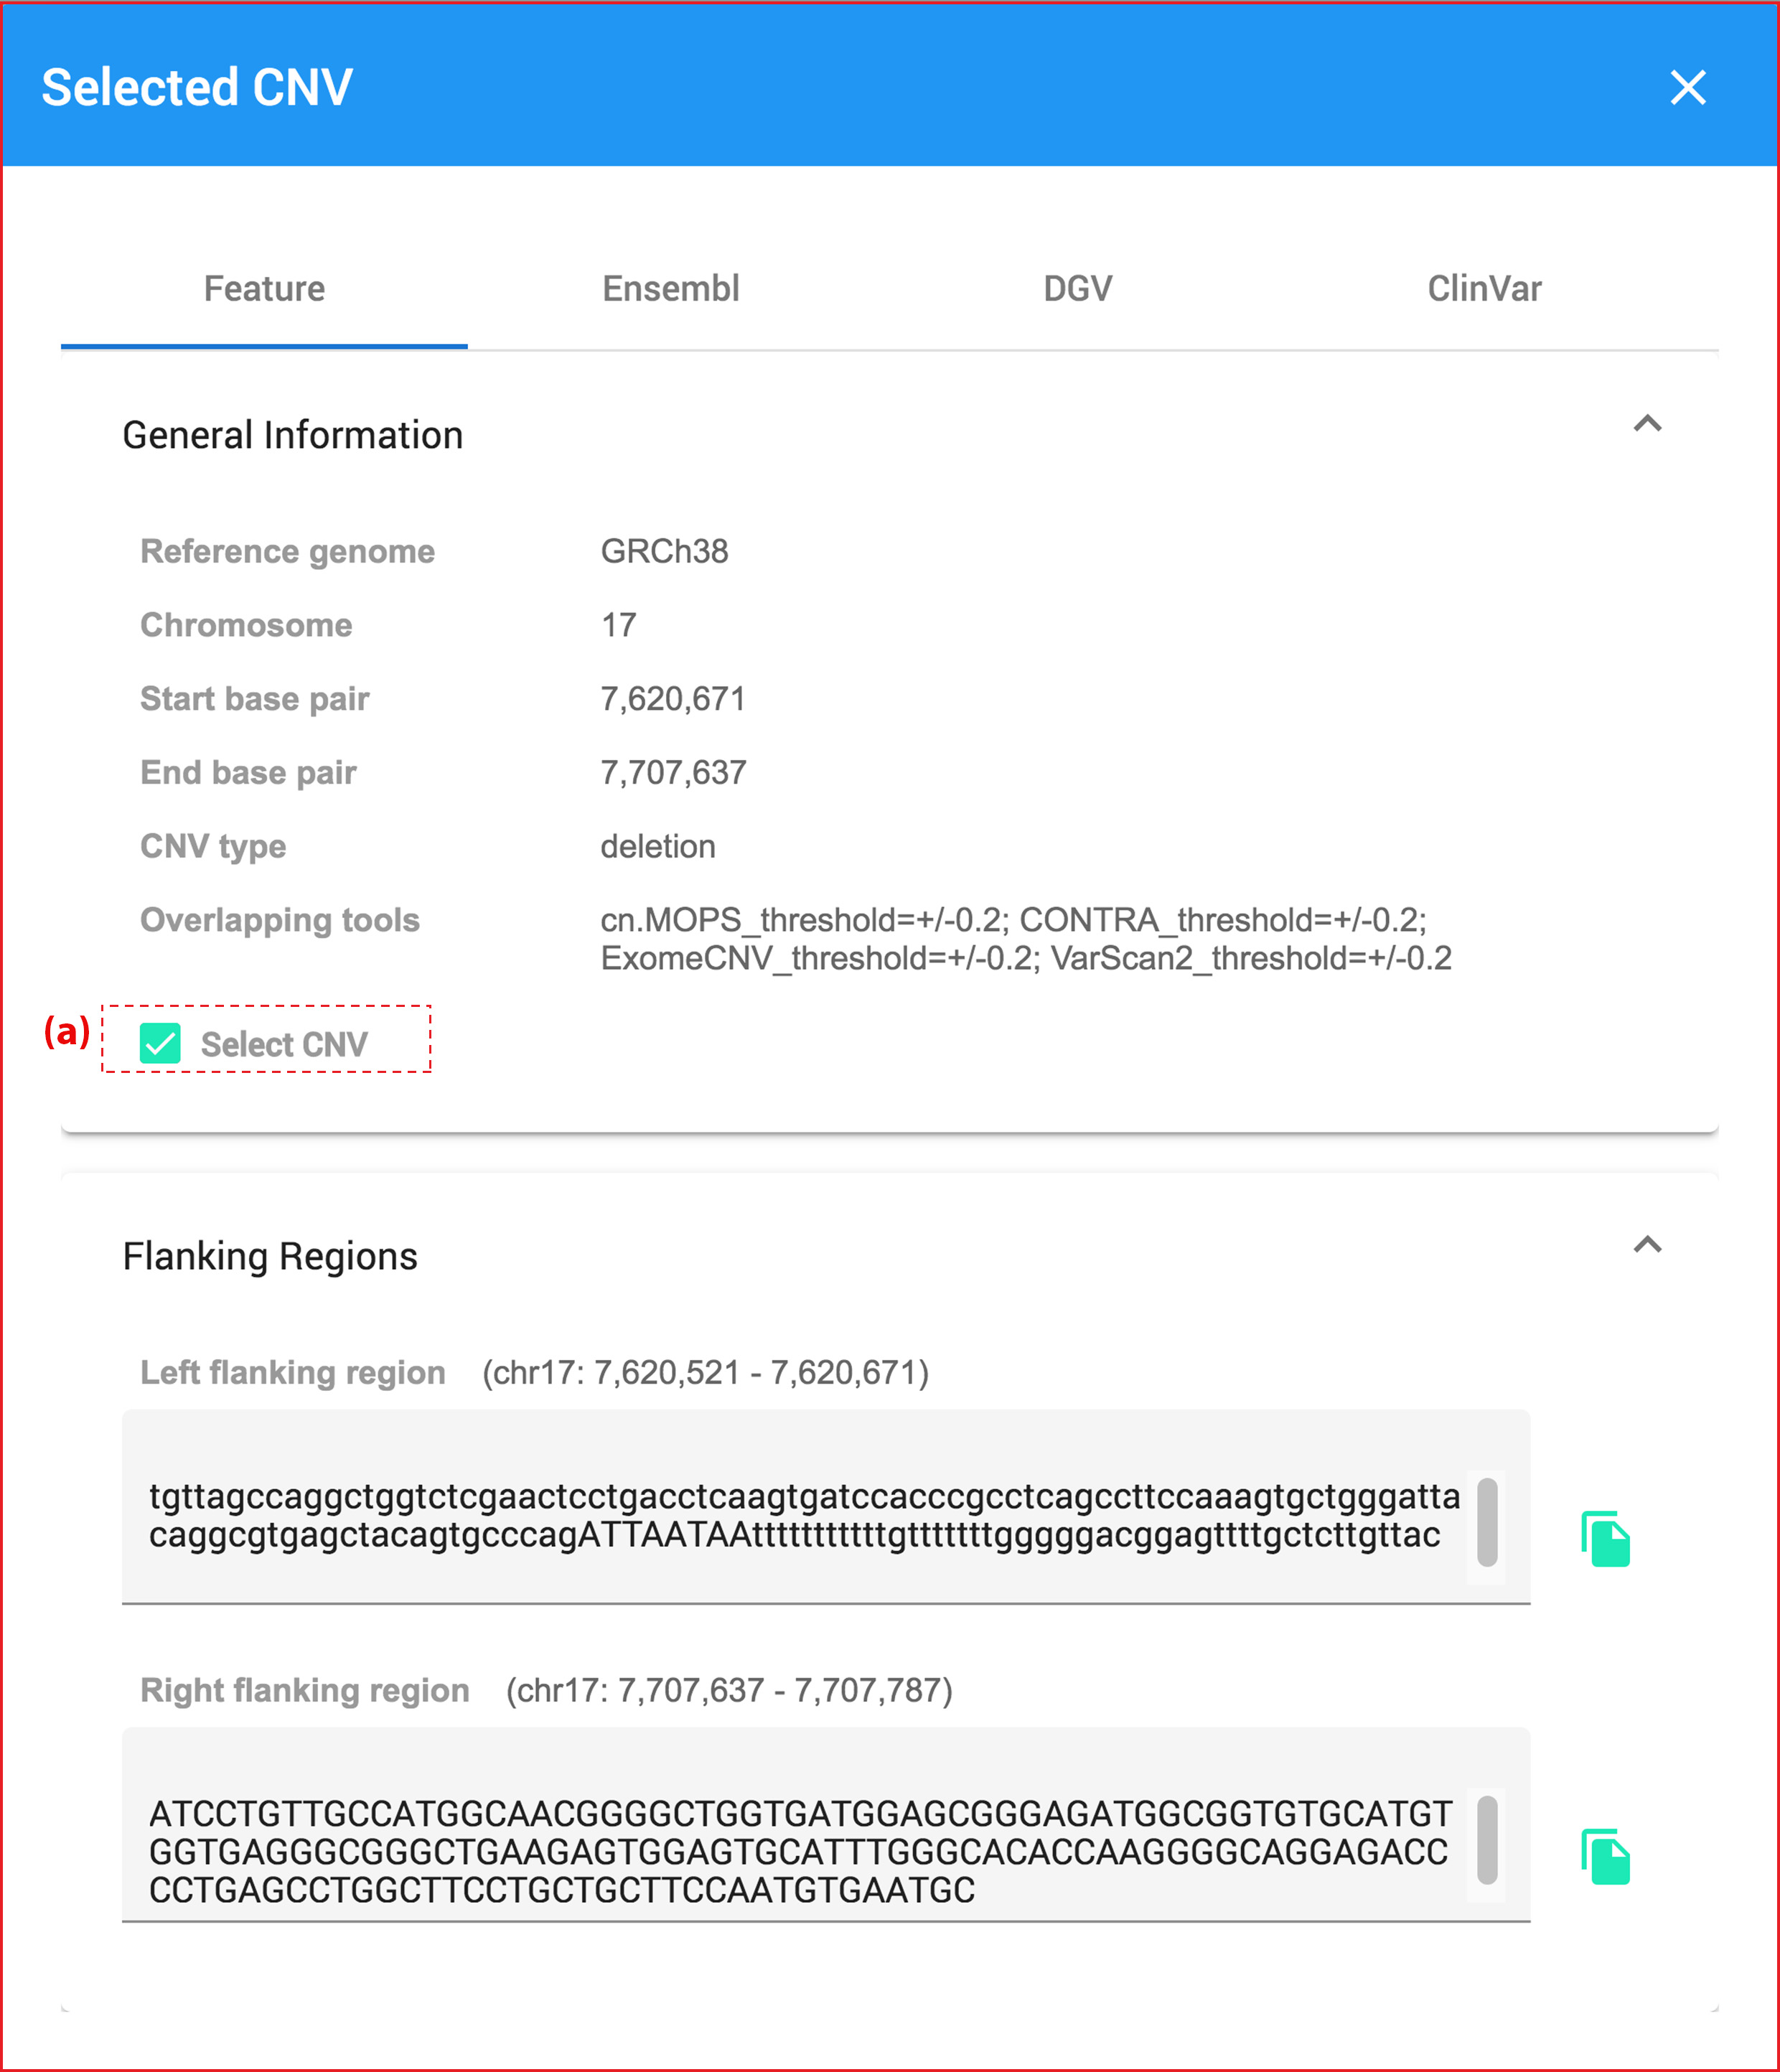 Selected CNV
Feature Ensembl DGV ClinVar
General Information
Reference genome GRCh38
Chromosome 17
Start base pair 7,620,671
End base pair 7,707,637
CNV type deletion
Overlapping tools cn.MOPS_threshold=+/-0.2; CONTRA_threshold=+/-0.2;
ExomeCNV_threshold=+/-0.2; VarScan2_threshold=+/-0.2
(a) Select CNV
Flanking Regions
Left flanking region (chr17: 7,620,521 - 7,620,671)
tgttagccaggctggtctcgaactcctgacctcaagtgatccacccgcctcagccttccaaagtgctgggatta
caggcgtgagctacagtgcccagATTAATAAtttttttttttgtttttttgggggacggagttttgctcttgttac
Right flanking region (chr17: 7,707,637 - 7,707,787)
ATCCTGTTGCCATGGCAACGGGGCTGGTGATGGAGCGGGAGATGGCGGTGTGCATGT
GGTGAGGGCGGGCTGAAGAGTGGAGTGCATTTGGGCACACCAAGGGGCAGGAGACC
CCTGAGCCTGGCTTCCTGCTGCTTCCAATGTGAATGC